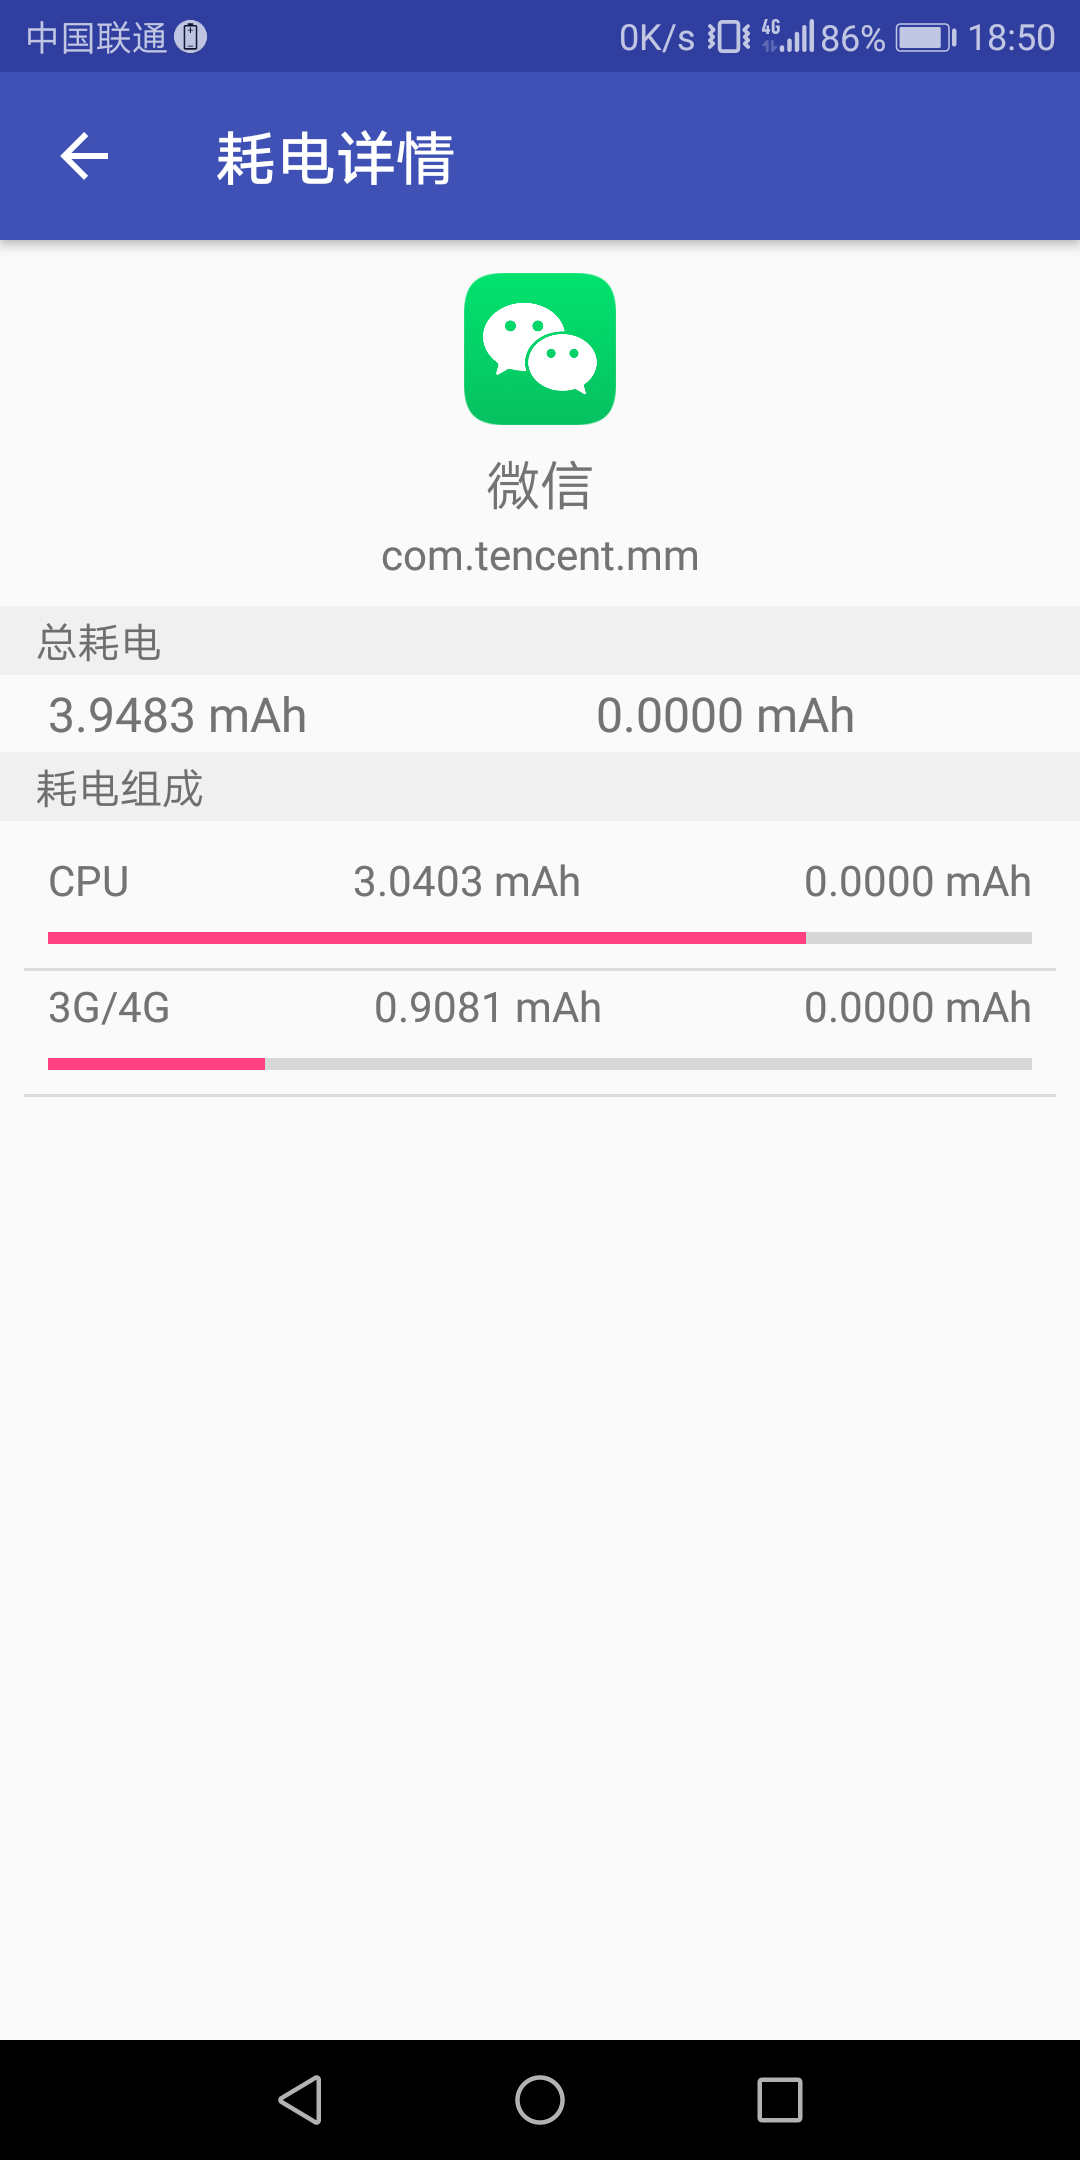 中国联通 0K/s 4G 86% 18:50
耗电详情
微信
com.tencent.mm
总耗电
3.9483 mAh 0.0000 mAh
耗电组成
CPU 3.0403 mAh 0.0000 mAh
3G/4G 0.9081 mAh 0.0000 mAh